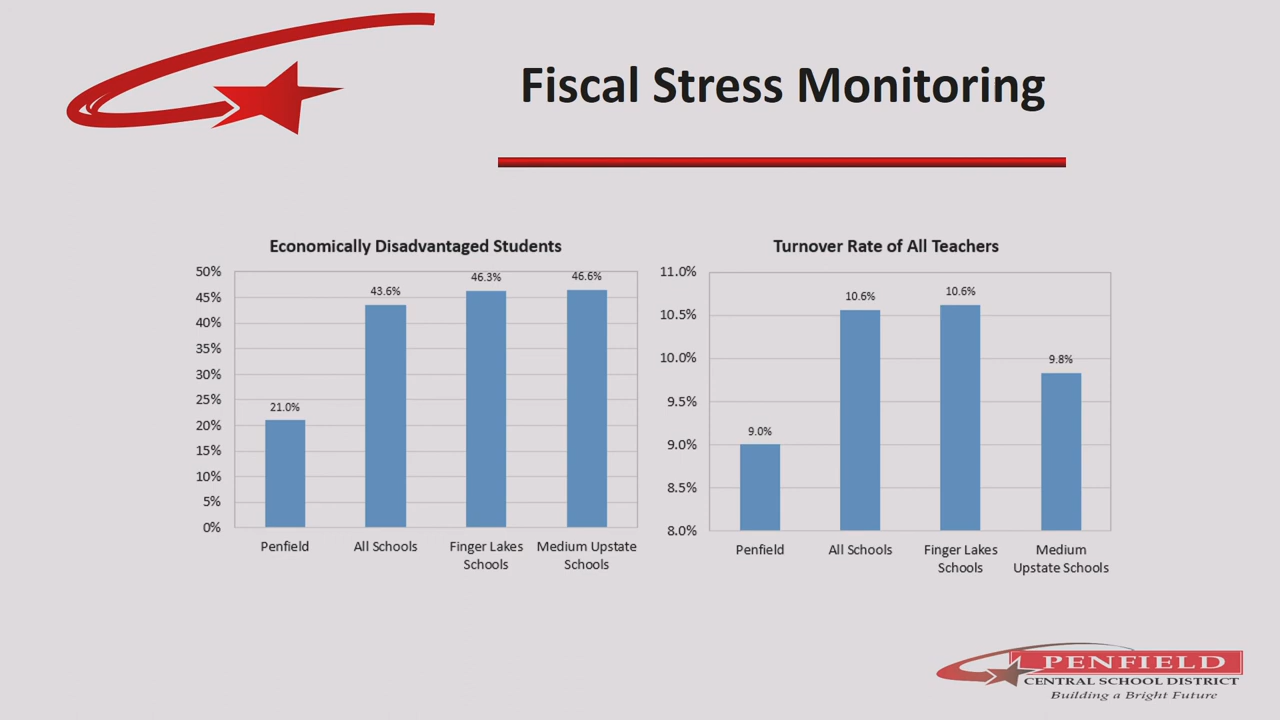 Fiscal Stress Monitoring
Economically Disadvantaged Students
50%
45%
40%
35%
30%
25%
20%
15%
10%
5%
0%
21.0%
43.6%
46.3%
46.6%
Penfield
All Schools
Finger Lakes
Schools
Medium Upstate
Schools
Turnover Rate of All Teachers
11.0%
10.5%
10.0%
9.5%
9.0%
8.5%
8.0%
9.0%
10.6%
10.6%
9.8%
Penfield
All Schools
Finger Lakes
Schools
Medium
Upstate Schools
PENFIELD
CENTRAL SCHOOL DISTRICT
Building a Bright Future